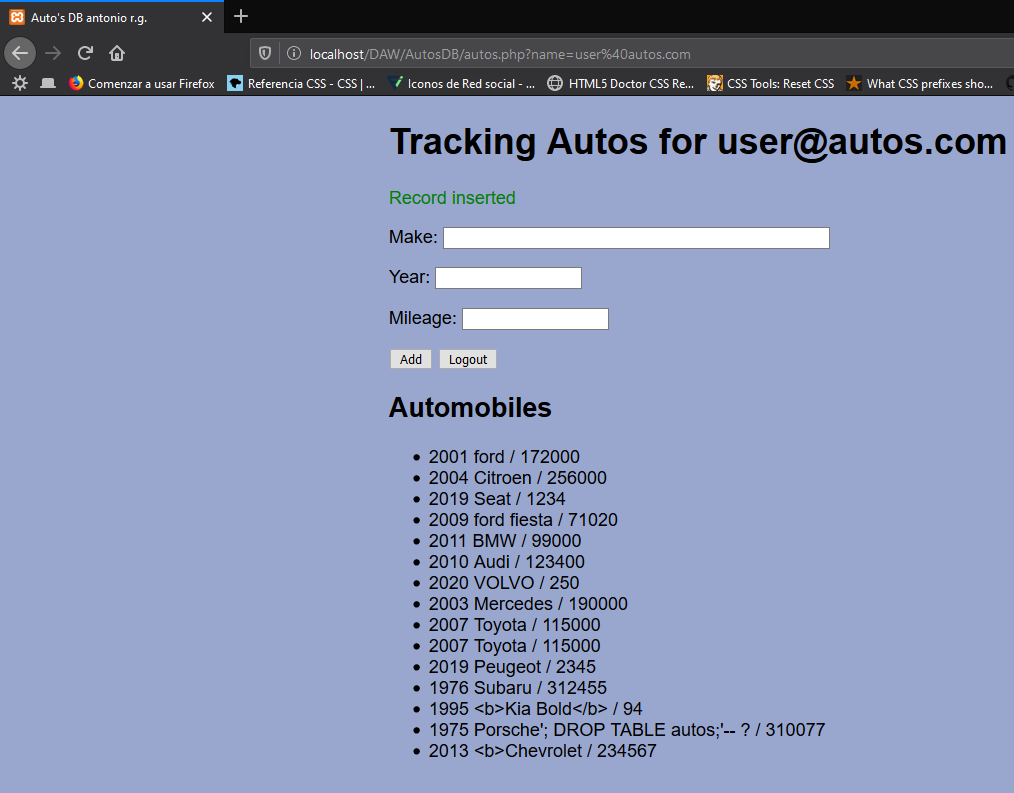 Auto's DB antonio r.g.
localhost/DAW/AutosDB/autos.php?name=user%40autos.com
Comenzar a usar Firefox Referencia CSS - CSS | ... Iconos de Red social - ... HTML5 Doctor CSS Re... CSS Tools: Reset CSS What CSS prefixes sho...
Tracking Autos for user@autos.com
Record inserted
Make:
Year:
Mileage:
Add Logout
Automobiles
• 2001 ford / 172000
• 2004 Citroen / 256000
• 2019 Seat / 1234
• 2009 ford fiesta / 71020
• 2011 BMW / 99000
• 2010 Audi / 123400
• 2020 VOLVO / 250
• 2003 Mercedes / 190000
• 2007 Toyota / 115000
• 2007 Toyota / 115000
• 2019 Peugeot / 2345
• 1976 Subaru / 312455
• 1995 <b>Kia Bold</b> / 94
• 1975 Porsche'; DROP TABLE autos;'-- ? / 310077
• 2013 <b>Chevrolet / 234567